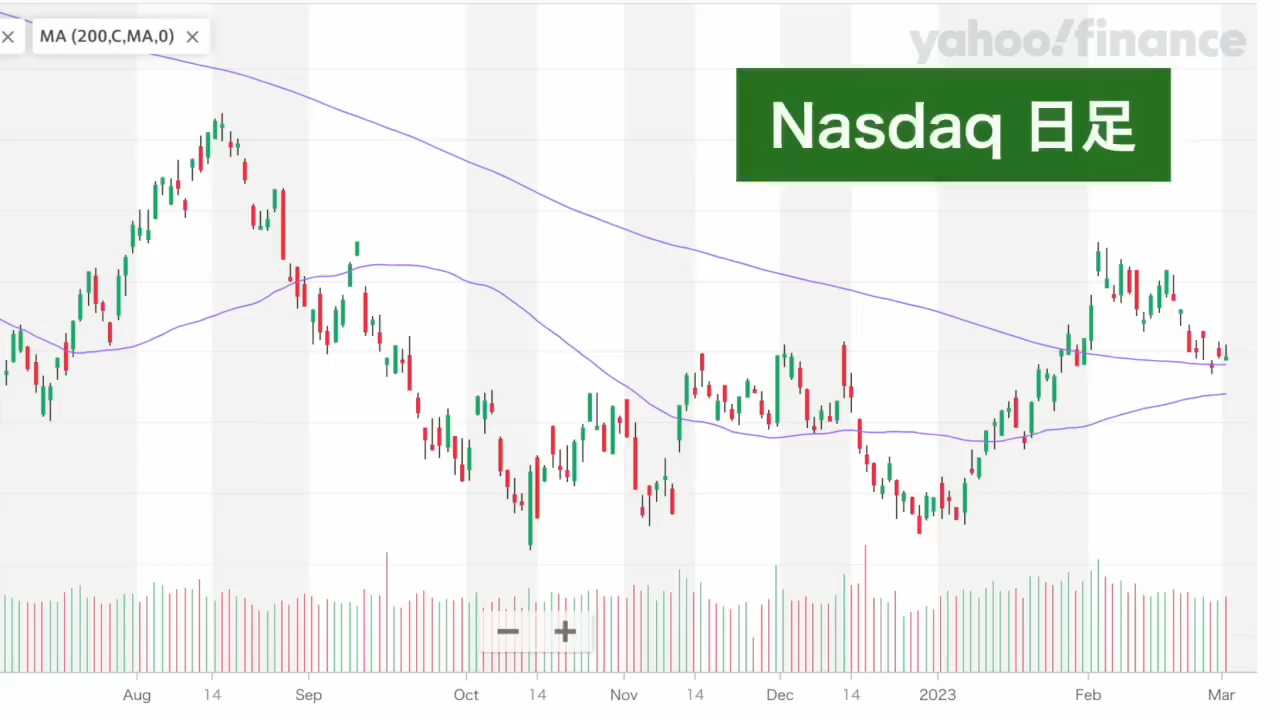 yahoo!finance
MA (200,C,MA,0)
Nasdaq 日足
Aug 14 Sep Oct 14 Nov 14 Dec 14 2023 Feb Mar